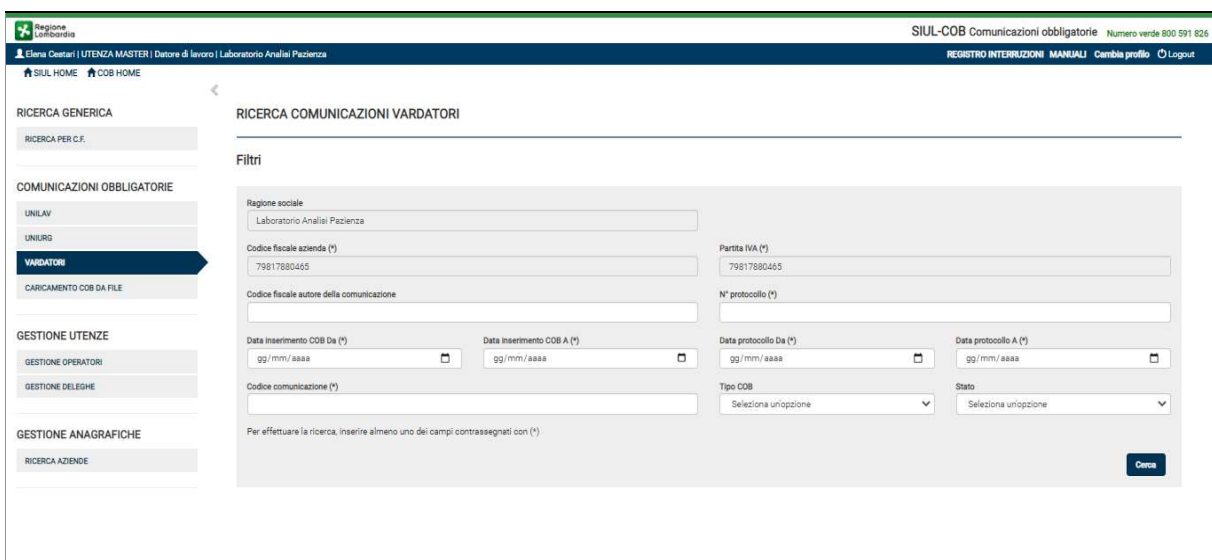 Regione
Lombardia
SIUL-COB Comunicazioni obbligatorie Numero verde 800 591 826
Elena Cestari | UTENZA MASTER | Datore di lavoro | Laboratorio Analisi Pazienza
REGISTRO INTERRUZIONI MANUALI Cambia profilo Logout
SIUL HOME COB HOME
RICERCA GENERICA
RICERCA PER C.F.
COMUNICAZIONI OBBLIGATORIE
UNILAV
UNIURG
VARDATORI
CARICAMENTO COB DA FILE
GESTIONE UTENZE
GESTIONE OPERATORI
GESTIONE DELEGHE
GESTIONE ANAGRAFICHE
RICERCA AZIENDE
RICERCA COMUNICAZIONI VARDATORI
Filtri
Ragione sociale
Laboratorio Analisi Pazienza
Codice fiscale azienda (*) Partita IVA (*)
79817880465 79817880465
Codice fiscale autore della comunicazione N° protocollo (*)
Data inserimento COB Da (*) Data inserimento COB A (*) Data protocollo Da (*) Data protocollo A (*)
gg/mm/aaaa gg/mm/aaaa gg/mm/aaaa gg/mm/aaaa
Codice comunicazione (*) Tipo COB Stato
Seleziona un'opzione Seleziona un'opzione
Per effettuare la ricerca, inserire almeno uno dei campi contrassegnati con (*)
Cerca